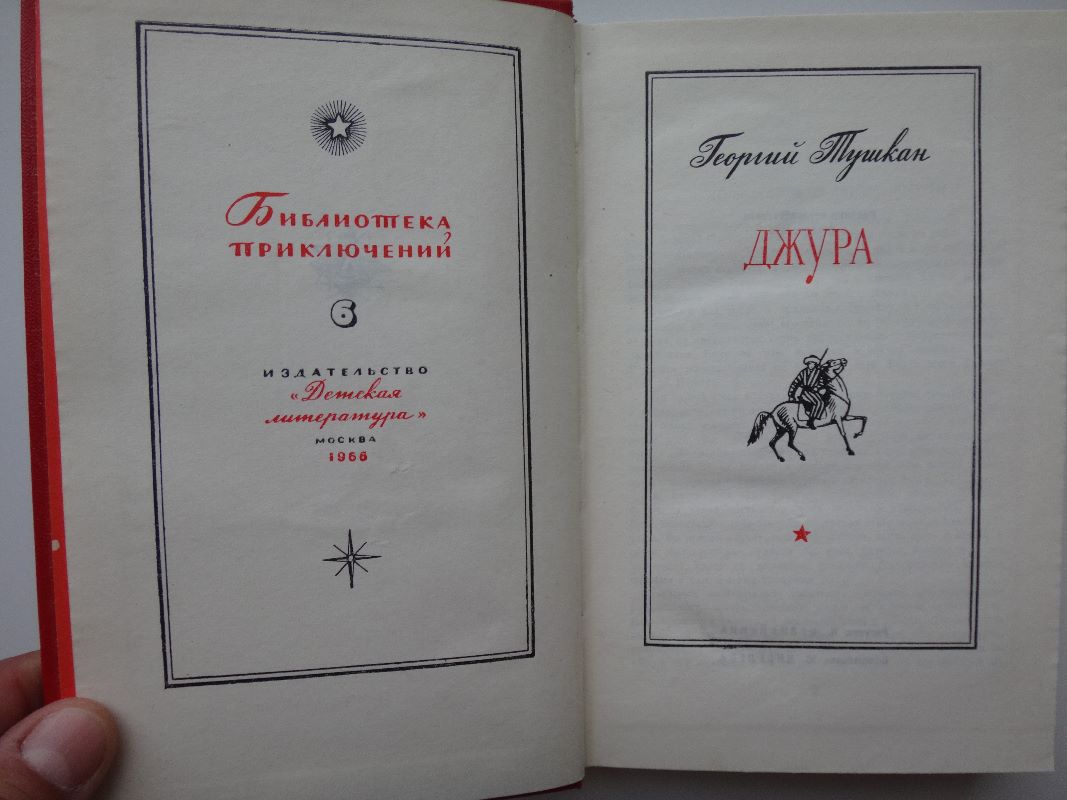 Библиотека
приключений
6
ИЗДАТЕЛЬСТВО
«Детская
литература»
МОСКВА
1966
Георгий Тушкан
ДЖУРА